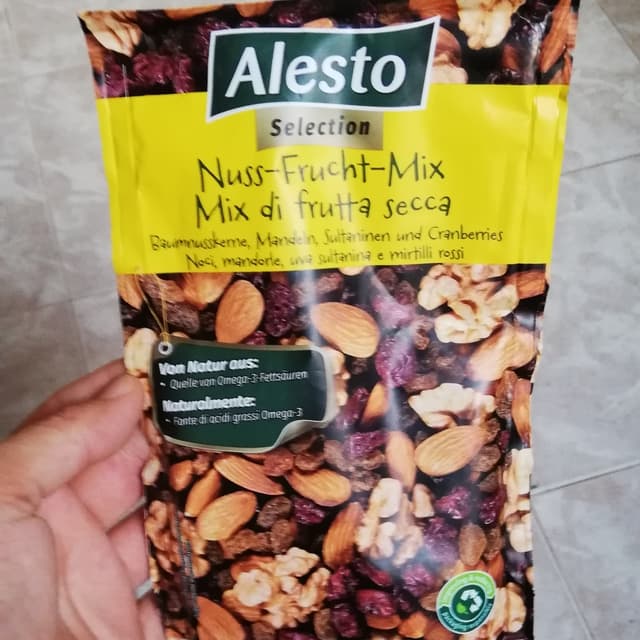 Alesto
Selection
Nuss-Frucht-Mix
Mix di frutta secca
Baumnusskerne, Mandeln, Sultaninen und Cranberries
Noci, mandorle, uva sultanina e mirtilli rossi
Von Natur aus:
• Quelle von Omega-3-Fettsäuren
Naturalmente:
• Fonte di acidi grassi Omega-3